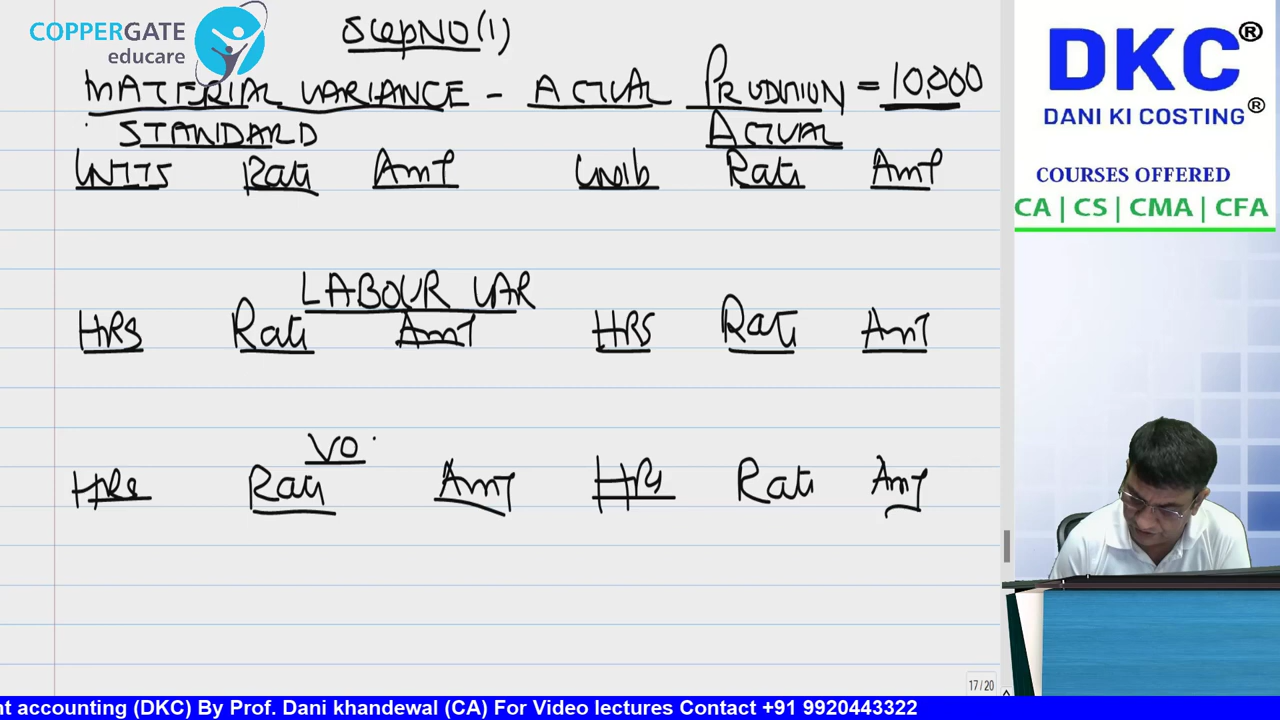 COPPERGATE
educare
Step NO (1)
MATERIAL VARIANCE - ACTUAL PRUDUTION = 10,000
STANDARD ACTUAL
UNITS Rate AmT Units Rate AmT
LABOUR VAR
HRS Rate AmT HRS Rate AmT
VO
HRs Rate AmT HRs Rate AmT
DKC®
DANI KI COSTING®
COURSES OFFERED
CA | CS | CMA | CFA
17 / 20
nt accounting (DKC) By Prof. Dani khandewal (CA) For Video lectures Contact +91 9920443322